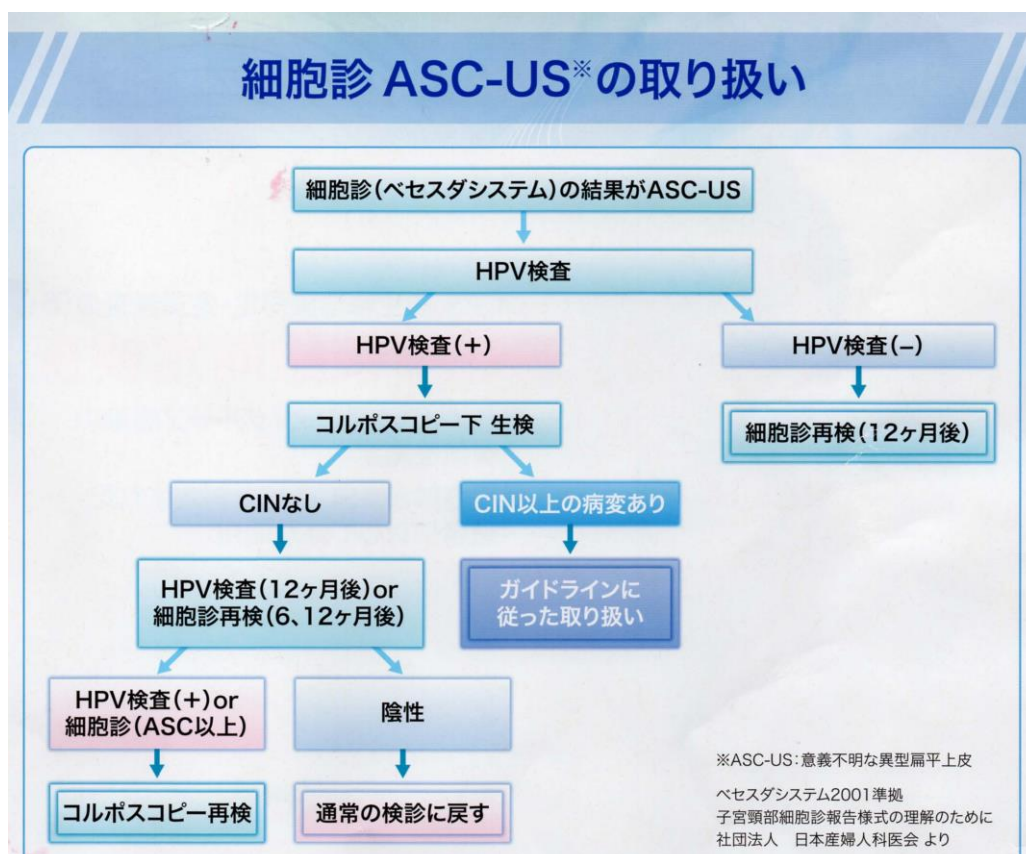 細胞診 ASC-US※の取り扱い
細胞診(ベセスダシステム)の結果がASC-US
HPV検査
HPV検査(+)
HPV検査(−)
コルポスコピー下 生検
細胞診再検(12ヶ月後)
CINなし
CIN以上の病変あり
HPV検査(12ヶ月後)or
細胞診再検(6、12ヶ月後)
ガイドラインに
従った取り扱い
HPV検査(+)or
細胞診(ASC以上)
陰性
コルポスコピー再検
通常の検診に戻す
※ASC-US:意義不明な異型扁平上皮
ベセスダシステム2001準拠
子宮頸部細胞診報告様式の理解のために
社団法人 日本産婦人科医会 より